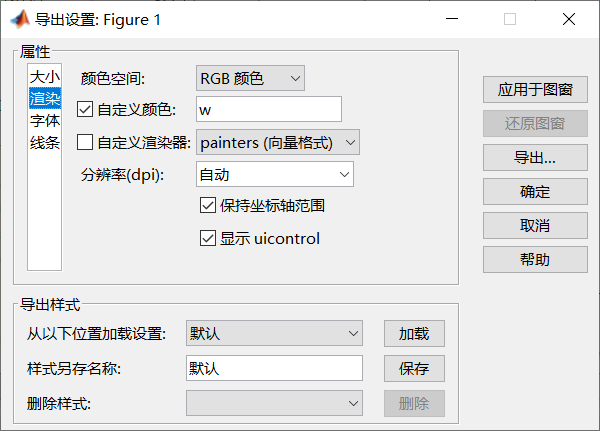 导出设置: Figure 1
属性
大小
渲染
字体
线条
颜色空间: RGB 颜色
自定义颜色: w
自定义渲染器: painters (向量格式)
分辨率(dpi): 自动
保持坐标轴范围
显示 uicontrol
应用于图窗
还原图窗
导出...
确定
取消
帮助
导出样式
从以下位置加载设置: 默认 加载
样式另存名称: 默认 保存
删除样式: 删除